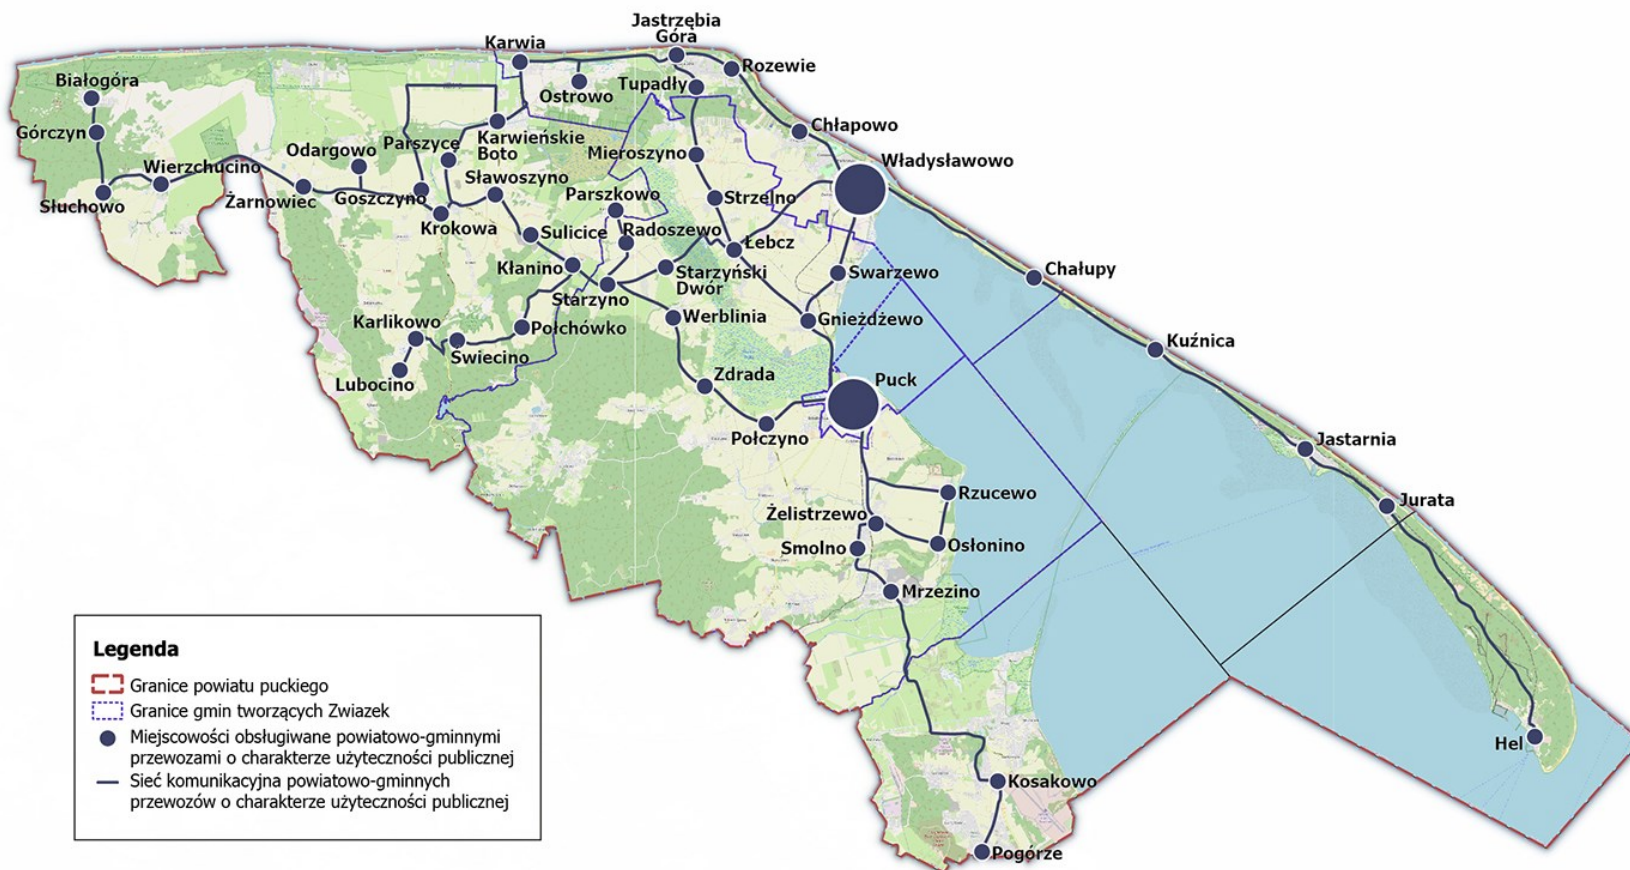 Jastrzębia
Góra
Karwia
Rozewie
Białogóra
Tupadły
Ostrowo
Górczyn
Chłapowo
Karwieńskie
Boto
Parszyce
Odargowo
Mieroszyno
Władysławowo
Wierzchucino
Sławoszyno
Parszkowo
Słuchowo
Żarnowiec
Goszczyno
Strzelno
Krokowa
Sulicice
Radoszewo
Łebcz
Kłanino
Starzyński
Dwór
Swarzewo
Chałupy
Starzyno
Karlikowo
Połchówko
Werblinia
Gnieżdżewo
Kuźnica
Swiecino
Lubocino
Zdrada
Puck
Połczyno
Jastarnia
Rzucewo
Jurata
Żelistrzewo
Smolno
Osłonino
Mrzezino
Hel
Kosakowo
Pogórze
Legenda
Granice powiatu puckiego
Granice gmin tworzących Zwiazek
Miejscowości obsługiwane powiatowo-gminnymi
przewozami o charakterze użyteczności publicznej
Sieć komunikacyjna powiatowo-gminnych
przewozów o charakterze użyteczności publicznej